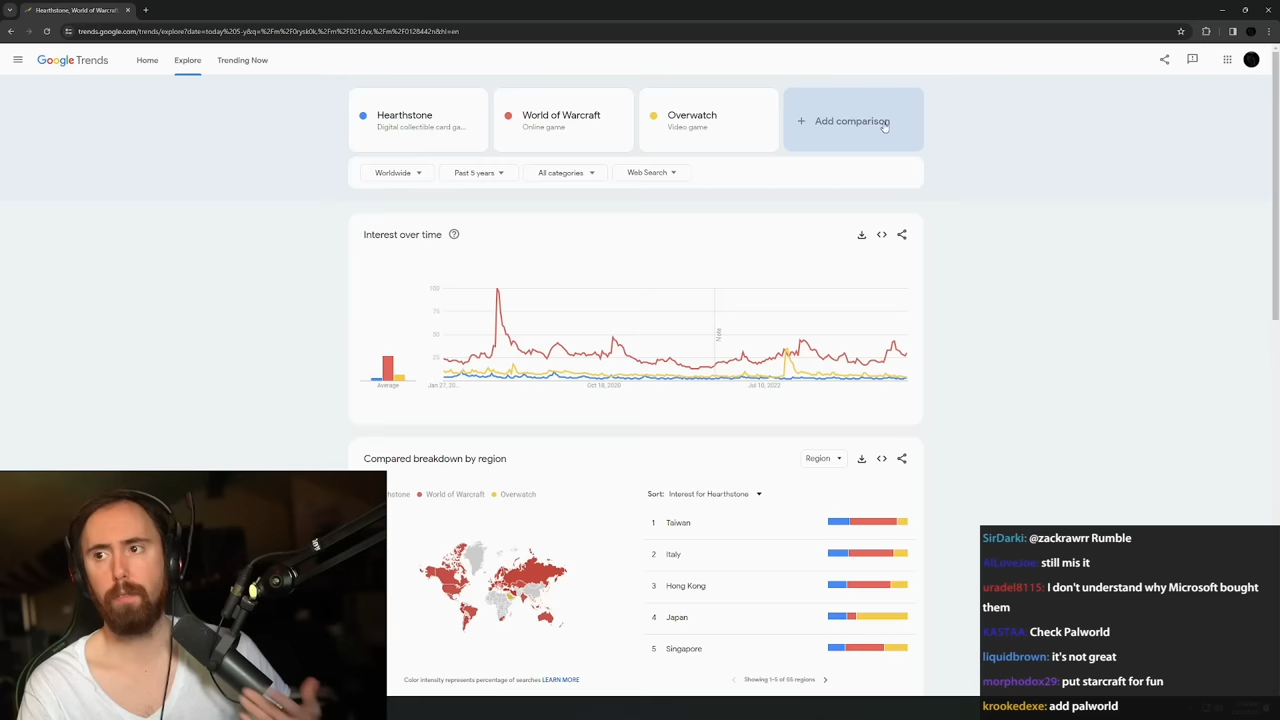 Hearthstone, World of Warcraf
trends.google.com/trends/explore?date=today%205-y&q=%2Fm%2F0rysk0k,%2Fm%2F021dvx,%2Fm%2F0128442n&hl=en
Google Trends
Home
Explore
Trending Now
Hearthstone
Digital collectible card ga...
World of Warcraft
Online game
Overwatch
Video game
+ Add comparison
Worldwide
Past 5 years
All categories
Web Search
Interest over time
100
75
50
25
Note
Average
Jan 27, 20...
Oct 18, 2020
Jul 10, 2022
Compared breakdown by region
Region
hstone
World of Warcraft
Overwatch
Sort: Interest for Hearthstone
1 Taiwan
2 Italy
3 Hong Kong
4 Japan
5 Singapore
Color intensity represents percentage of searches LEARN MORE
Showing 1-5 of 55 regions
SirDarki: @zackrawrr Rumble
still mis it
uradel8115: I don't understand why Microsoft bought
them
KASTAA: Check Palworld
liquidbrown: it's not great
morphodox29: put starcraft for fun
krookedexe: add palworld